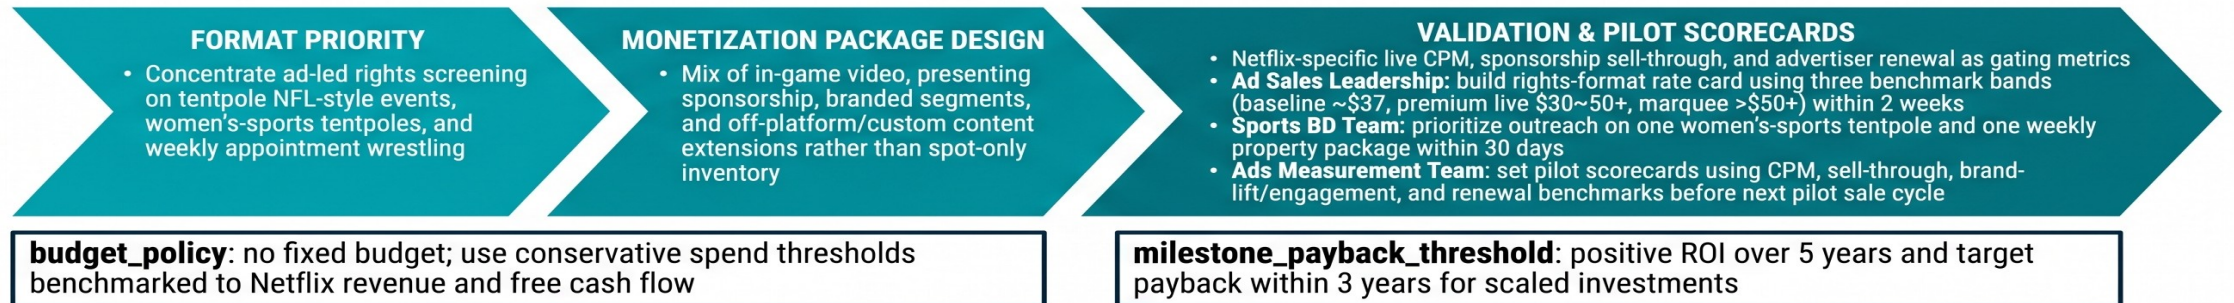 FORMAT PRIORITY
• Concentrate ad-led rights screening
on tentpole NFL-style events,
women's-sports tentpoles, and
weekly appointment wrestling
MONETIZATION PACKAGE DESIGN
• Mix of in-game video, presenting
sponsorship, branded segments,
and off-platform/custom content
extensions rather than spot-only
inventory
VALIDATION & PILOT SCORECARDS
• Netflix-specific live CPM, sponsorship sell-through, and advertiser renewal as gating metrics
• Ad Sales Leadership: build rights-format rate card using three benchmark bands
(baseline ~$37, premium live $30~50+, marquee >$50+) within 2 weeks
• Sports BD Team: prioritize outreach on one women's-sports tentpole and one weekly
property package within 30 days
• Ads Measurement Team: set pilot scorecards using CPM, sell-through, brand-
lift/engagement, and renewal benchmarks before next pilot sale cycle
budget_policy: no fixed budget; use conservative spend thresholds
benchmarked to Netflix revenue and free cash flow
milestone_payback_threshold: positive ROI over 5 years and target
payback within 3 years for scaled investments